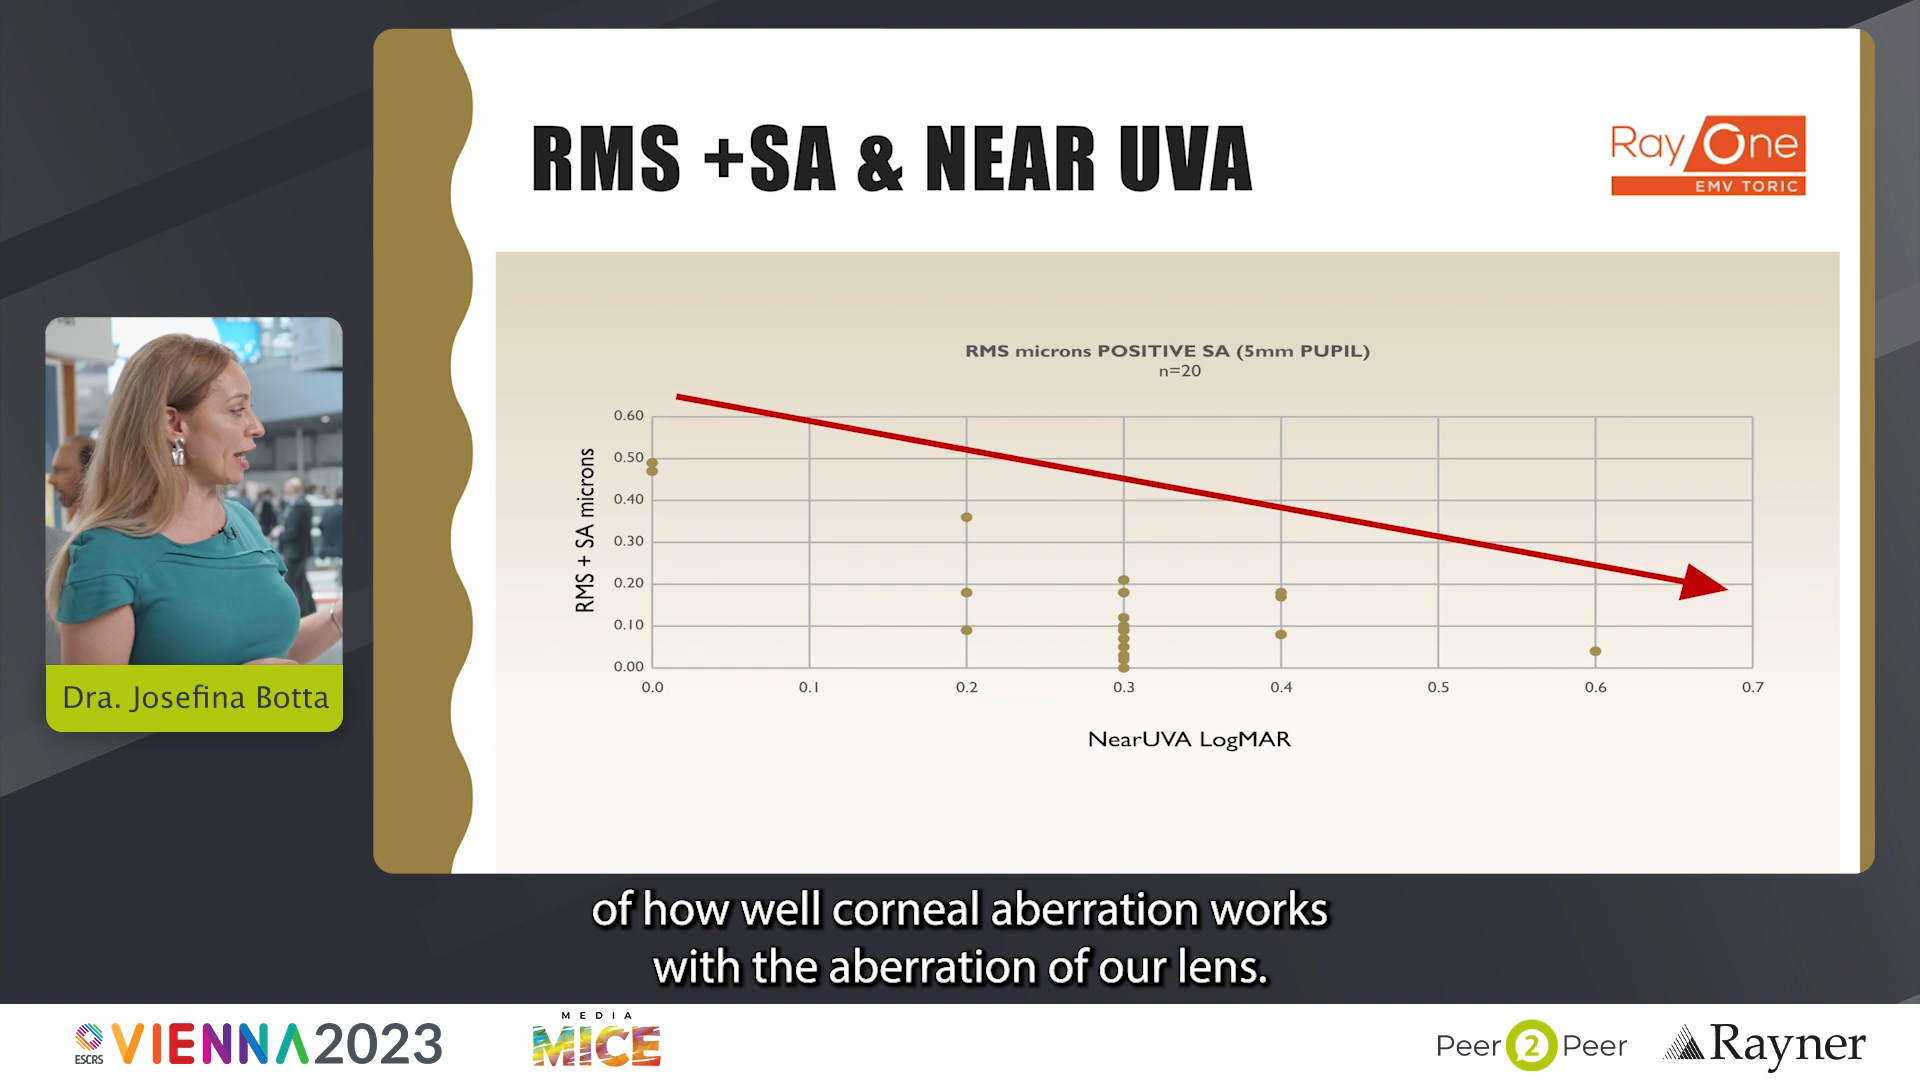 RMS +SA & NEAR UVA
RayOne
EMV TORIC
RMS microns POSITIVE SA (5mm PUPIL)
n=20
RMS + SA microns
0.60
0.50
0.40
0.30
0.20
0.10
0.00
0.0 0.1 0.2 0.3 0.4 0.5 0.6 0.7
NearUVA LogMAR
Dra. Josefina Botta
of how well corneal aberration works
with the aberration of our lens.
ESCRS VIENNA2023
MEDIA
MICE
Peer 2 Peer
Rayner